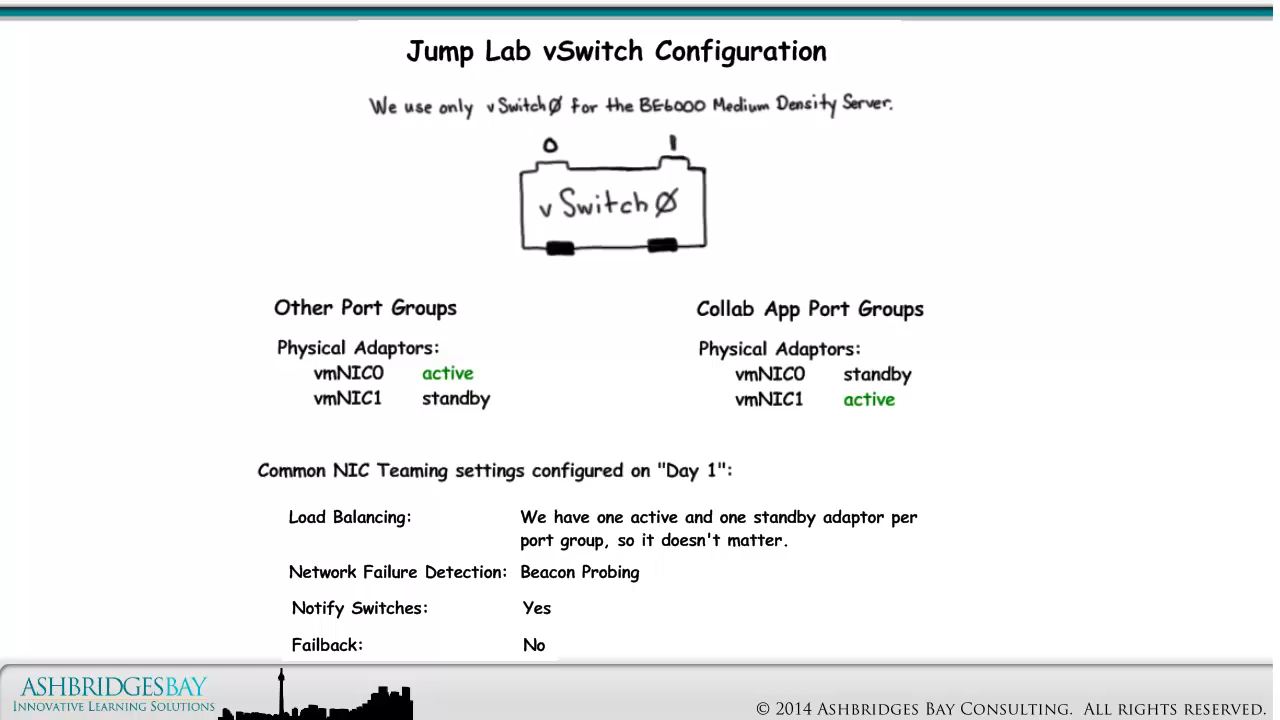 Jump Lab vSwitch Configuration
We use only vSwitch0 for the BE6000 Medium Density Server.
0 1
vSwitch0
Other Port Groups
Physical Adaptors:
vmNIC0 active
vmNIC1 standby
Collab App Port Groups
Physical Adaptors:
vmNIC0 standby
vmNIC1 active
Common NIC Teaming settings configured on "Day 1":
Load Balancing: We have one active and one standby adaptor per
port group, so it doesn't matter.
Network Failure Detection: Beacon Probing
Notify Switches: Yes
Failback: No
ASHBRIDGESBAY
INNOVATIVE LEARNING SOLUTIONS
© 2014 ASHBRIDGES BAY CONSULTING. ALL RIGHTS RESERVED.